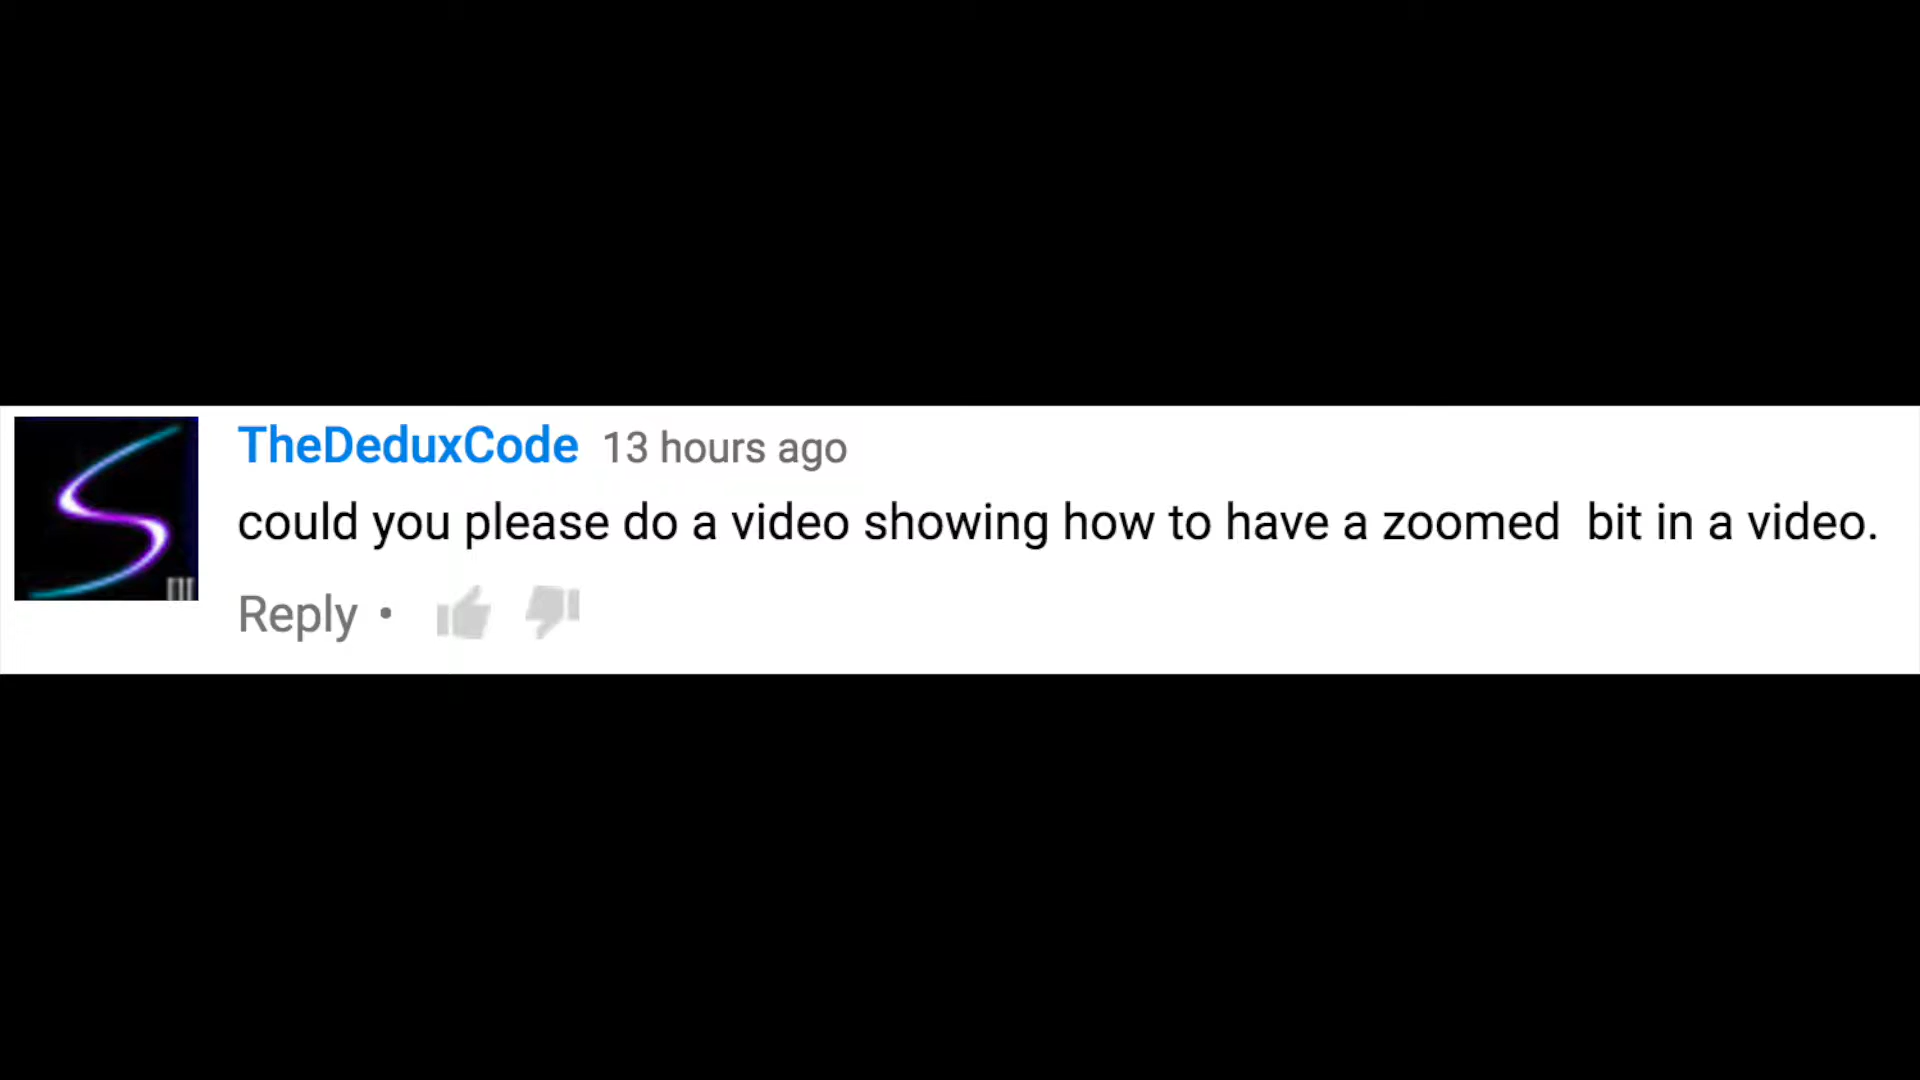 TheDeduxCode 13 hours ago
could you please do a video showing how to have a zoomed  bit in a video.
Reply •